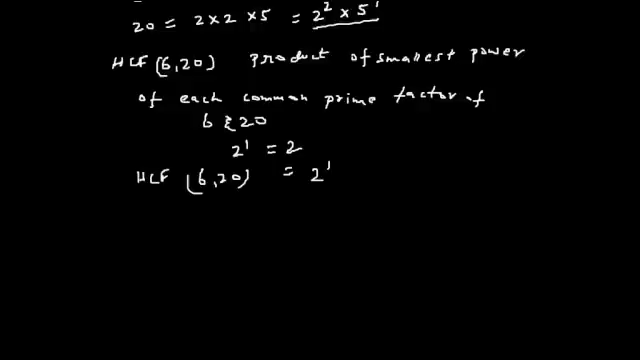 20 = 2 × 2 × 5 = 2² × 5¹
HCF (6,20) product of smallest power
of each common prime factor of
6 & 20
2¹ = 2
HCF (6,20) = 2¹